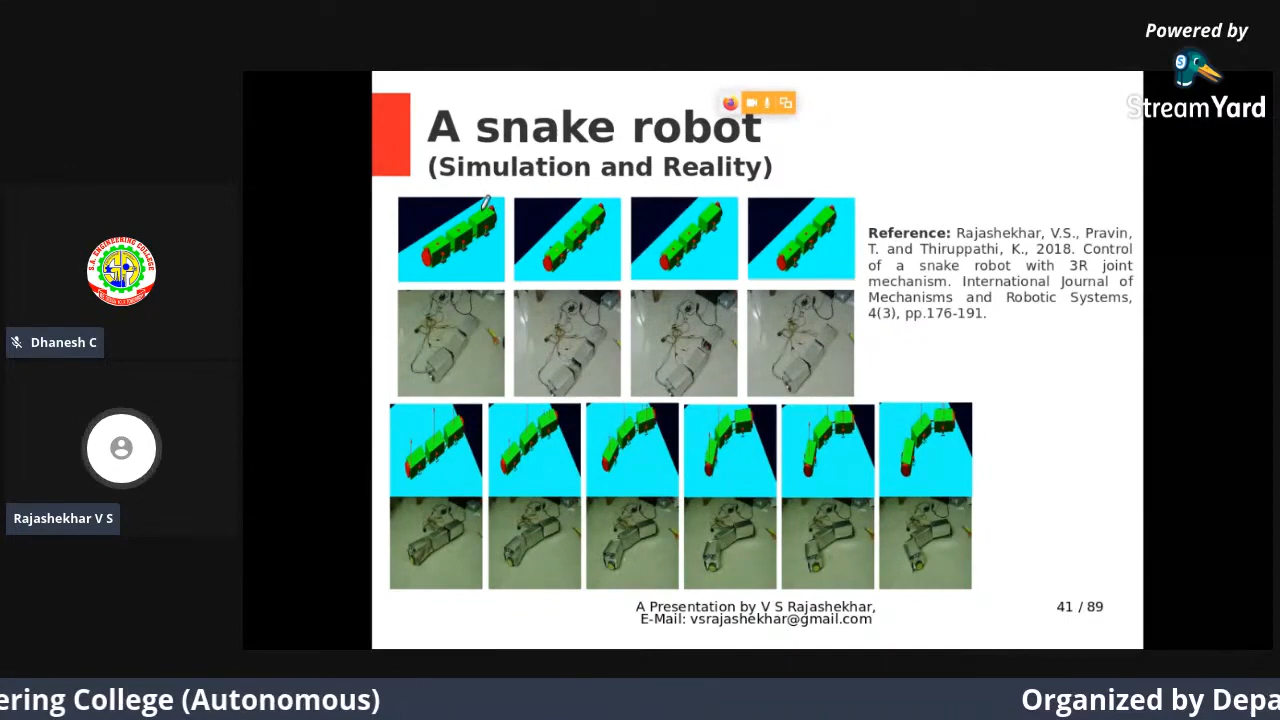 Powered by
StreamYard
A snake robot
(Simulation and Reality)
Reference: Rajashekhar, V.S., Pravin,
T. and Thiruppathi, K., 2018. Control
of a snake robot with 3R joint
mechanism. International Journal of
Mechanisms and Robotic Systems,
4(3), pp.176-191.
Dhanesh C
Rajashekhar V S
A Presentation by V S Rajashekhar,
E-Mail: vsrajashekhar@gmail.com
41 / 89
ering College (Autonomous)
Organized by Depa